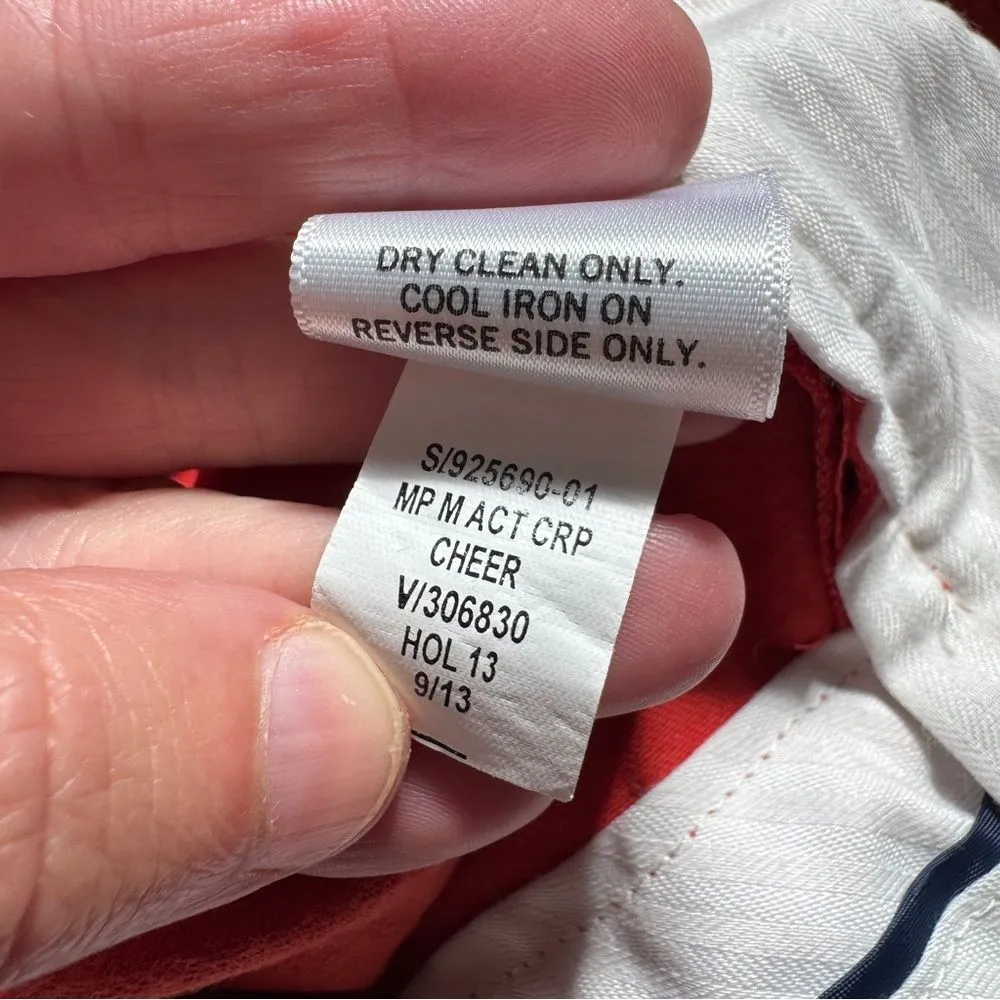 DRY CLEAN ONLY.
COOL IRON ON
REVERSE SIDE ONLY.
S/925690-01
MP M ACT CRP
CHEER
V/306830
HOL 13
9/13